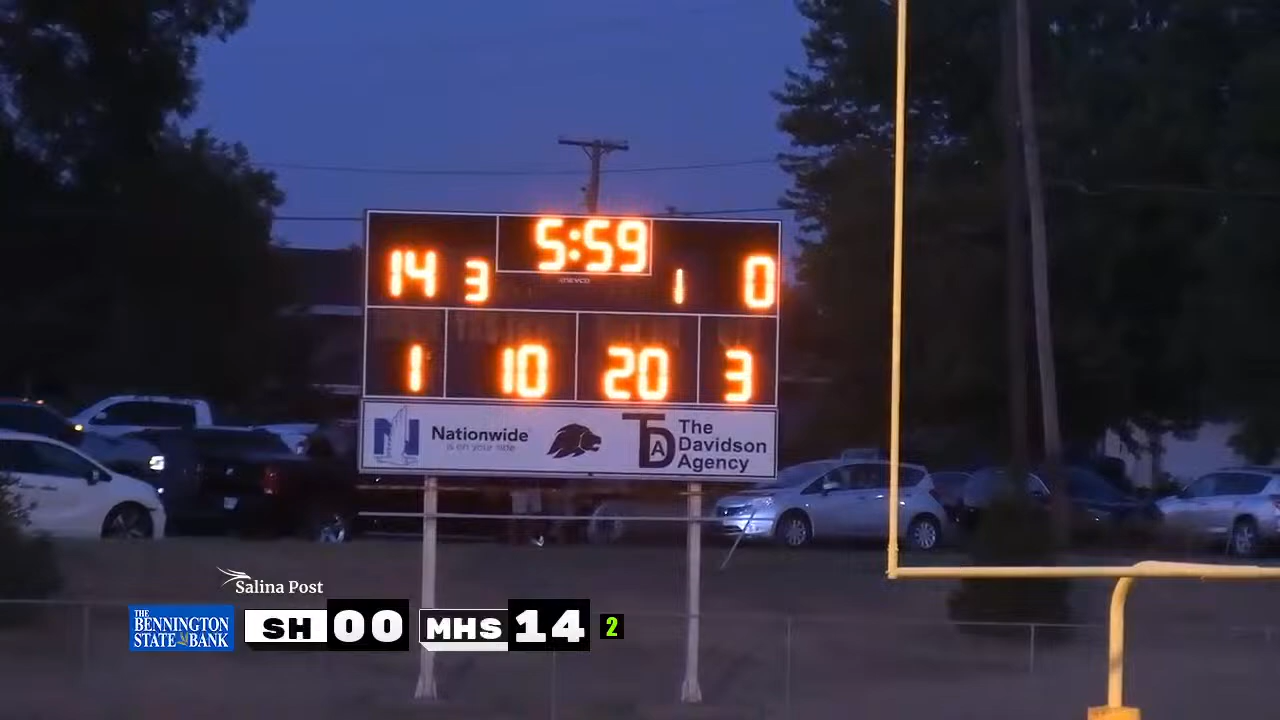 5:59
14 3 1 0
1 10 20 3
Nationwide
is on your side
TDA
The
Davidson
Agency
Salina Post
THE
BENNINGTON
STATE BANK
SH 00 MHS 14 2